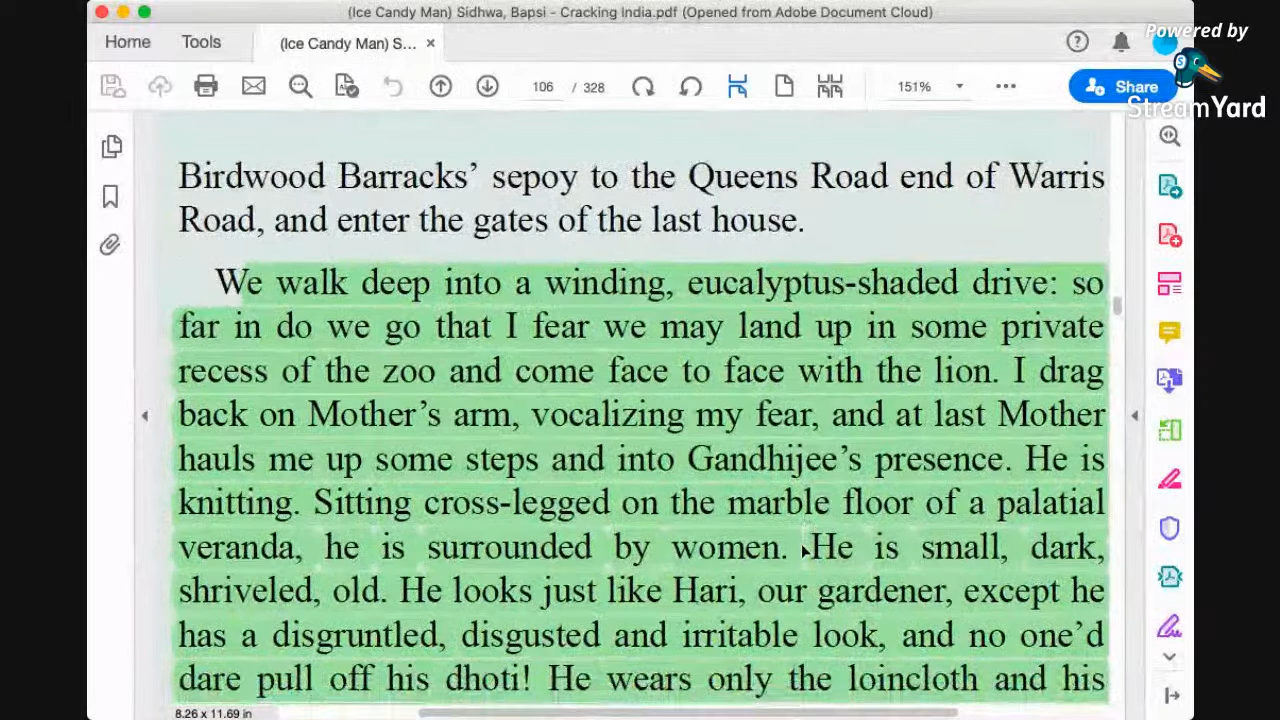 (Ice Candy Man) Sidhwa, Bapsi - Cracking India.pdf (Opened from Adobe Document Cloud)
Powered by
Home Tools (Ice Candy Man) S... ×
106 / 328 151% Share
StreamYard
Birdwood Barracks’ sepoy to the Queens Road end of Warris
Road, and enter the gates of the last house.
We walk deep into a winding, eucalyptus-shaded drive: so
far in do we go that I fear we may land up in some private
recess of the zoo and come face to face with the lion. I drag
back on Mother’s arm, vocalizing my fear, and at last Mother
hauls me up some steps and into Gandhijee’s presence. He is
knitting. Sitting cross-legged on the marble floor of a palatial
veranda, he is surrounded by women. He is small, dark,
shriveled, old. He looks just like Hari, our gardener, except he
has a disgruntled, disgusted and irritable look, and no one’d
dare pull off his dhoti! He wears only the loincloth and his
8.26 x 11.69 in